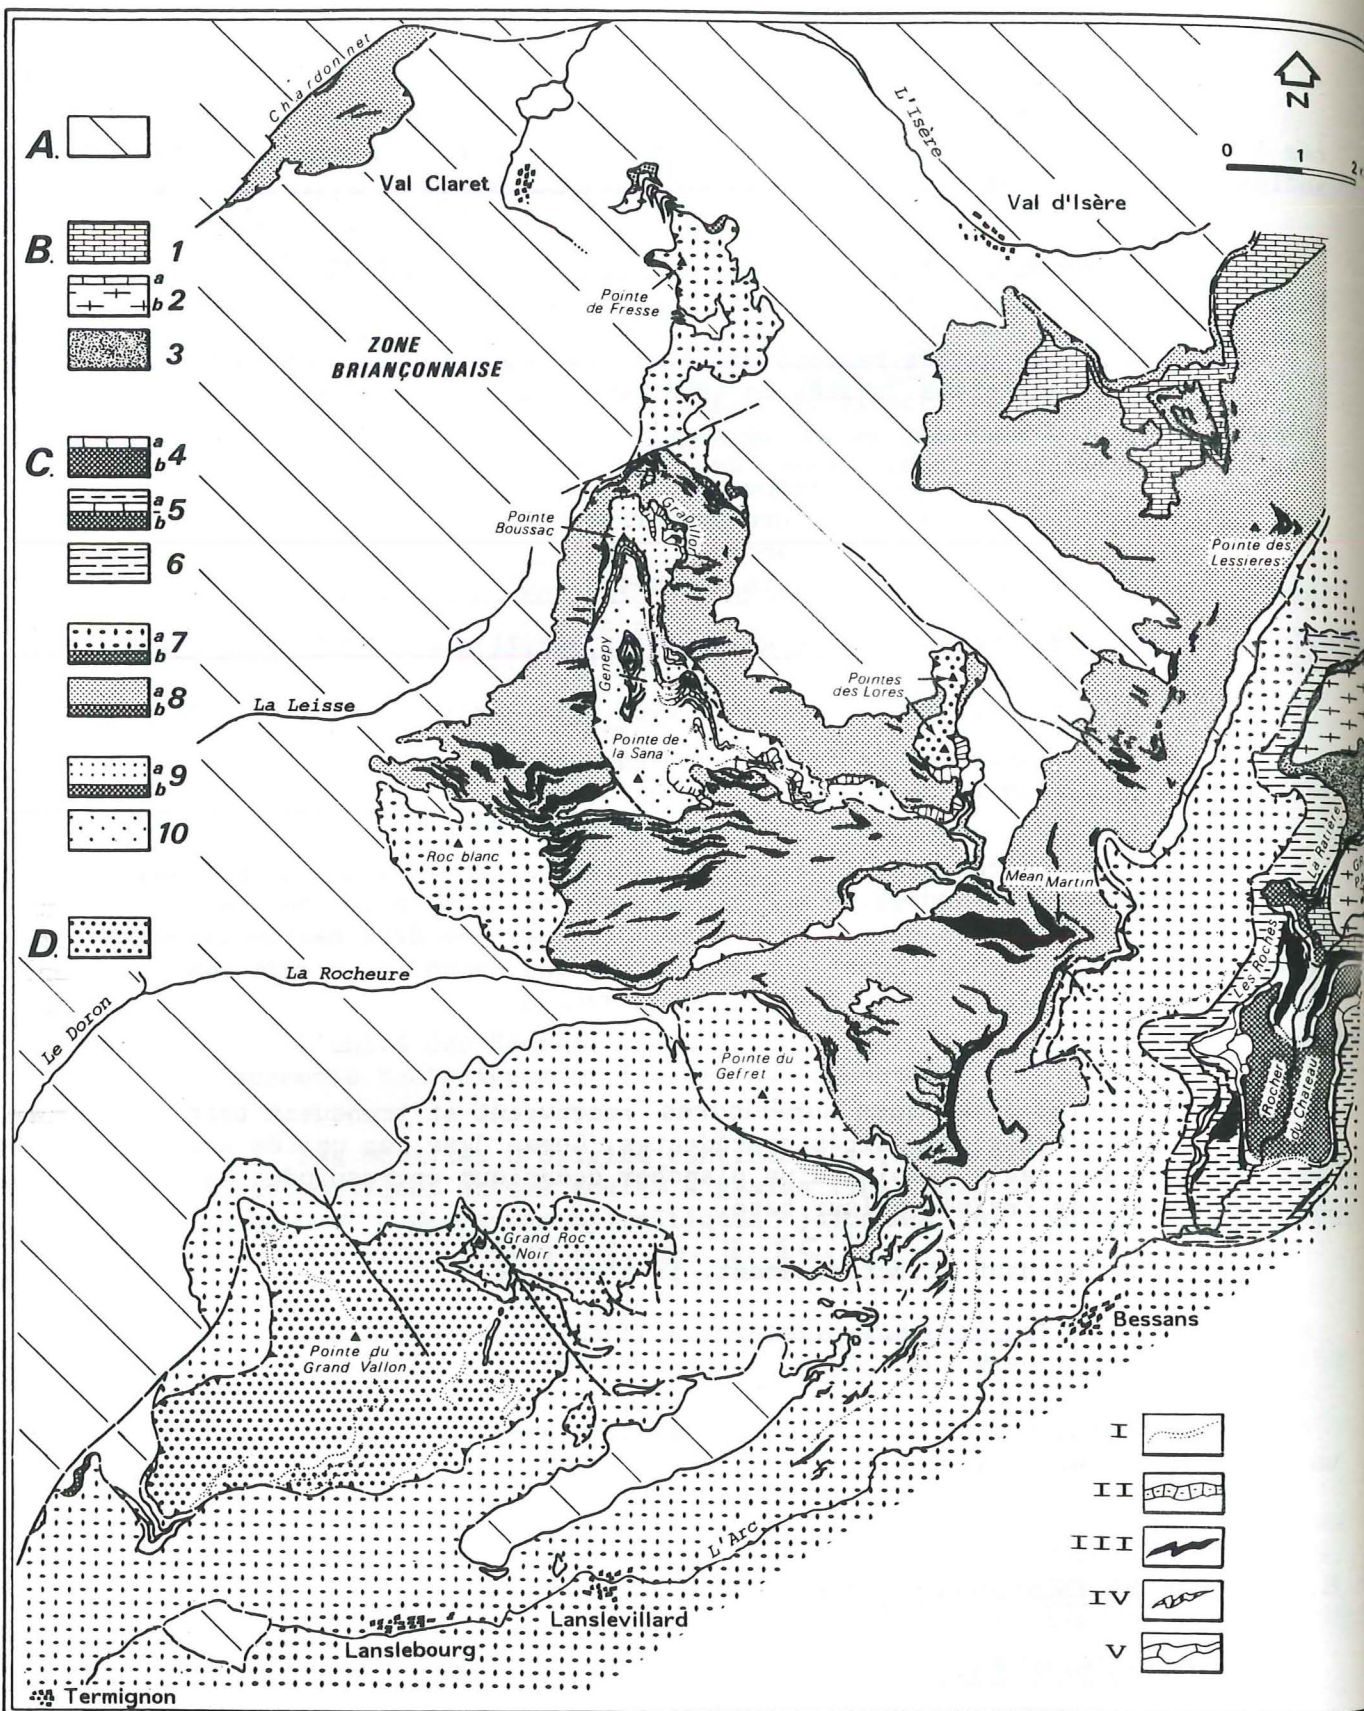 Chardonnet
L'Isère
N
0 1 2
A.
Val Claret
Val d'Isère
B.
1
a
b 2
3
Pointe
de Fresse
ZONE
BRIANÇONNAISE
C.
a
b 4
a
b 5
6
a 7
b
a 8
b
a 9
b
10
D.
Pointe
Boussac
Grapillon
Pointe des
Lessieres
Genepy
Pointes
des Lores
La Leisse
Pointe de
la Sana
Roc blanc
Mean Martin
La Rocheure
Le Doron
Les Roches
Rocher
du Chateau
Pointe du
Gefret
Grand Roc
Noir
Pointe du
Grand Vallon
Bessans
L'Arc
I
II
III
IV
V
Lanslevillard
Lanslebourg
Termignon